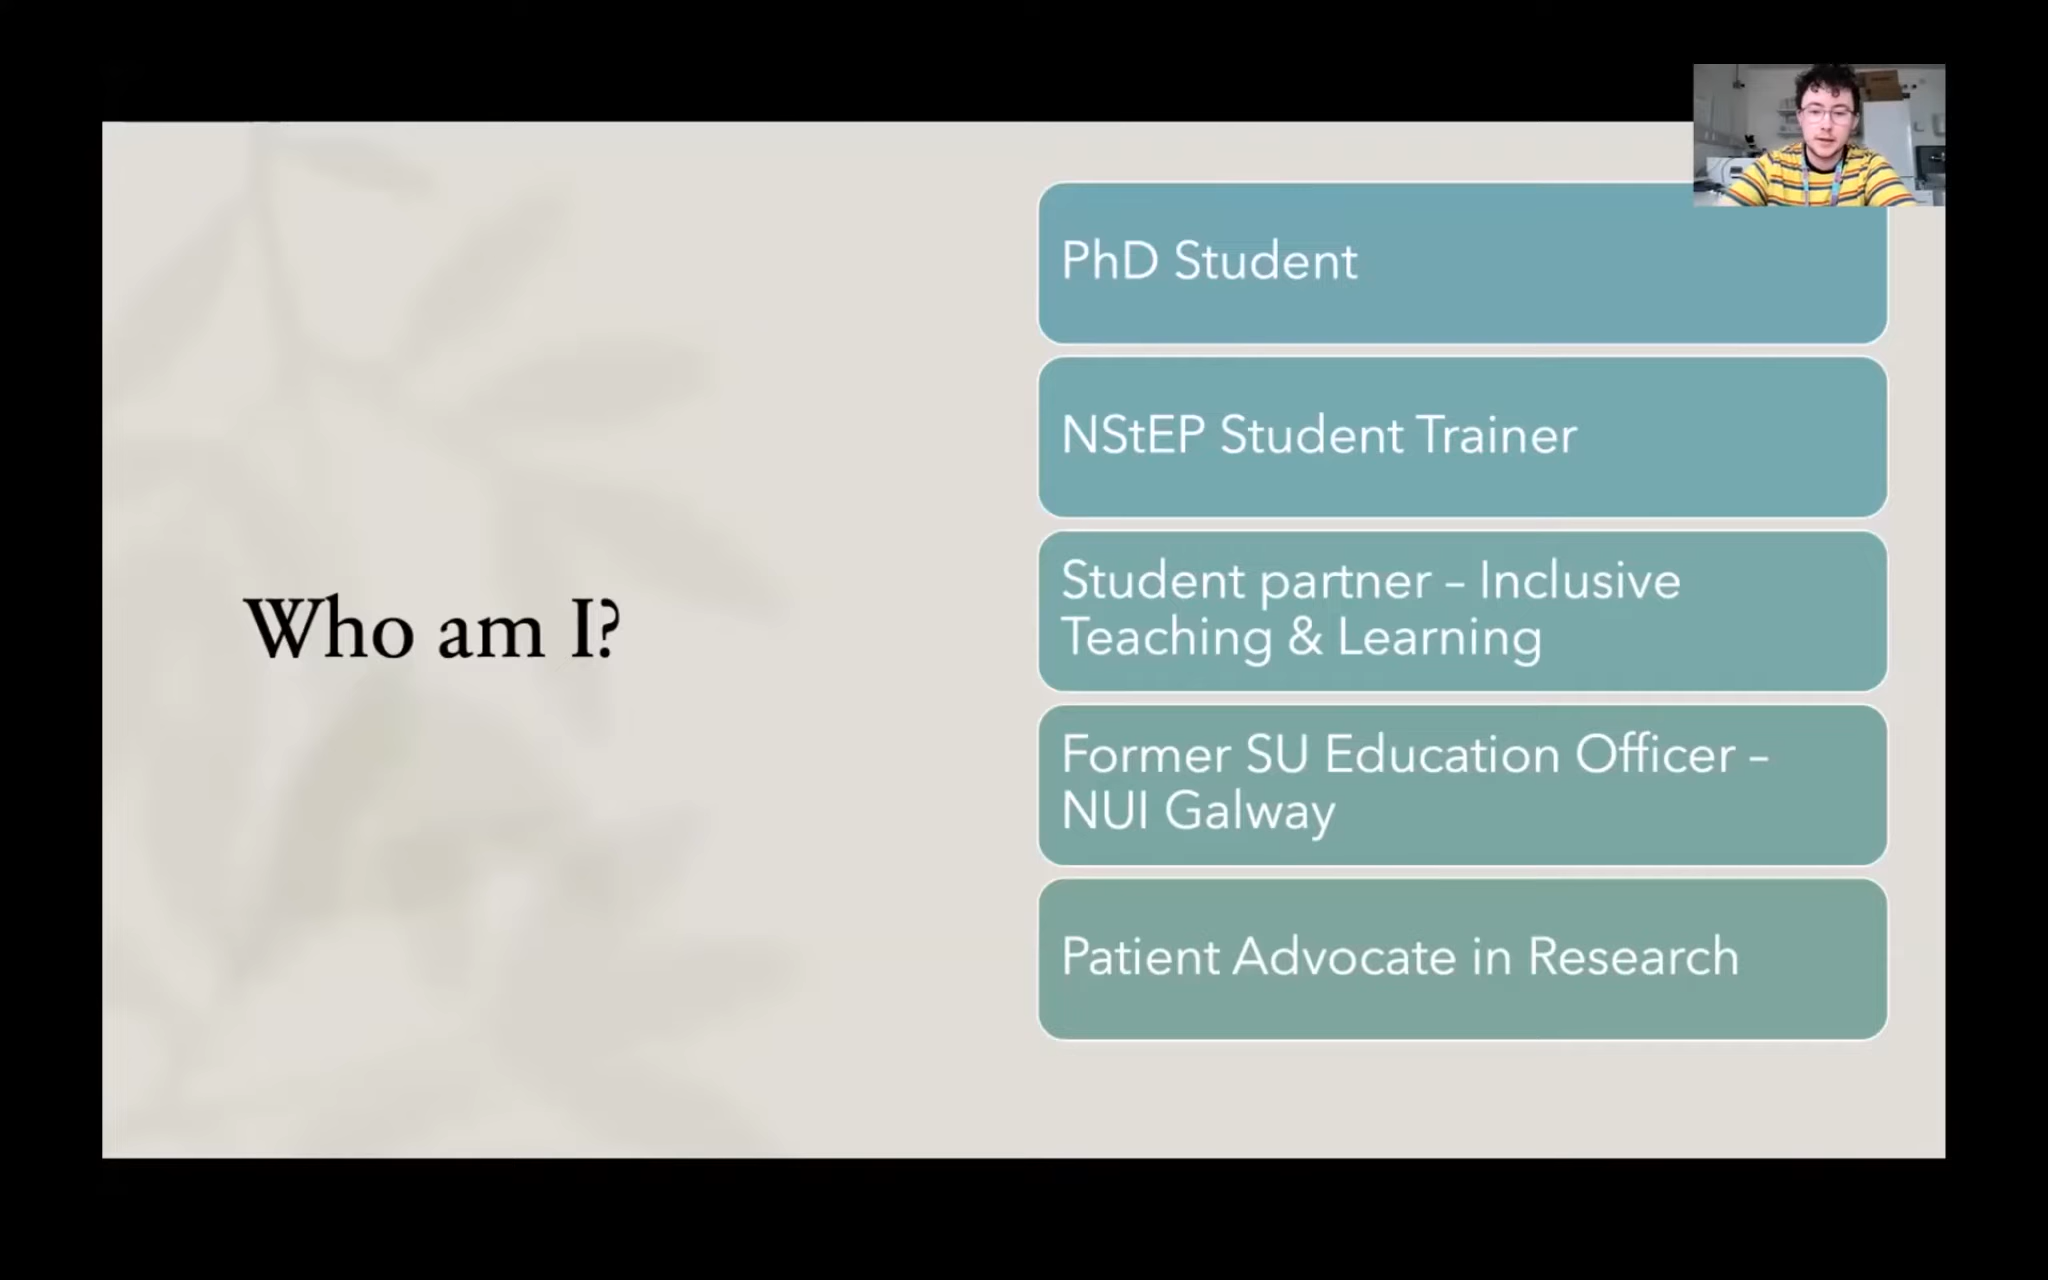 Who am I?
PhD Student
NStEP Student Trainer
Student partner – Inclusive
Teaching & Learning
Former SU Education Officer –
NUI Galway
Patient Advocate in Research